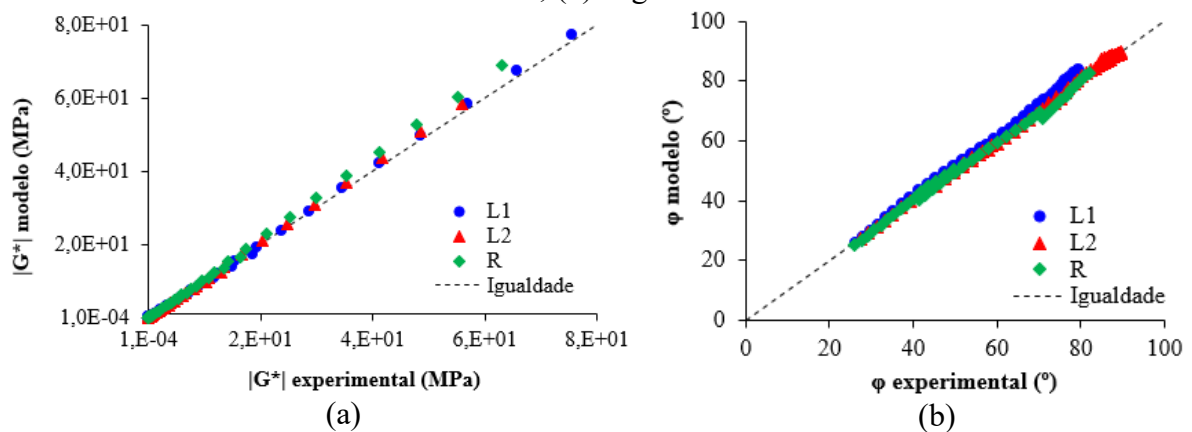 8,0E+01
6,0E+01
4,0E+01
2,0E+01
1,0E-04
|G*| modelo (MPa)
L1
L2
R
Igualdade
1,E-04
2,E+01
4,E+01
6,E+01
8,E+01
|G*| experimental (MPa)
(a)
100
80
60
40
20
0
φ modelo (°)
L1
L2
R
Igualdade
0
20
40
60
80
100
φ experimental (°)
(b)